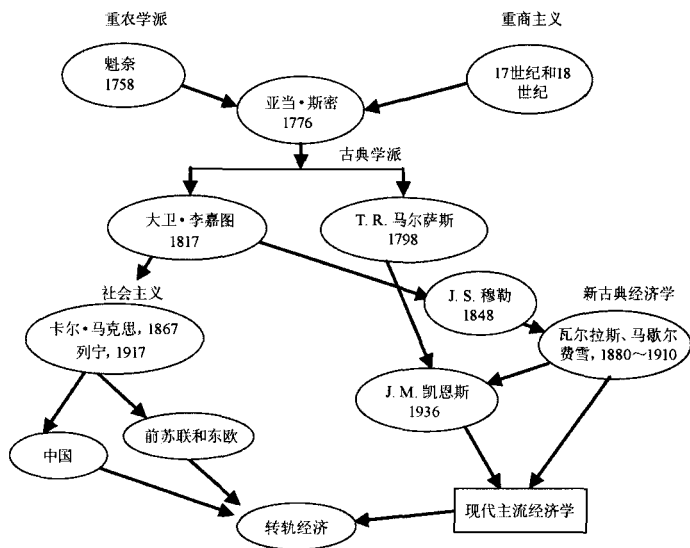 重农学派
重商主义
魁奈
1758
17世纪和18
世纪
亚当·斯密
1776
古典学派
大卫·李嘉图
1817
T. R. 马尔萨斯
1798
社会主义
J. S. 穆勒
1848
新古典经济学
卡尔·马克思, 1867
列宁, 1917
瓦尔拉斯、马歇尔
费雪, 1880～1910
J. M. 凯恩斯
1936
中国
前苏联和东欧
转轨经济
现代主流经济学